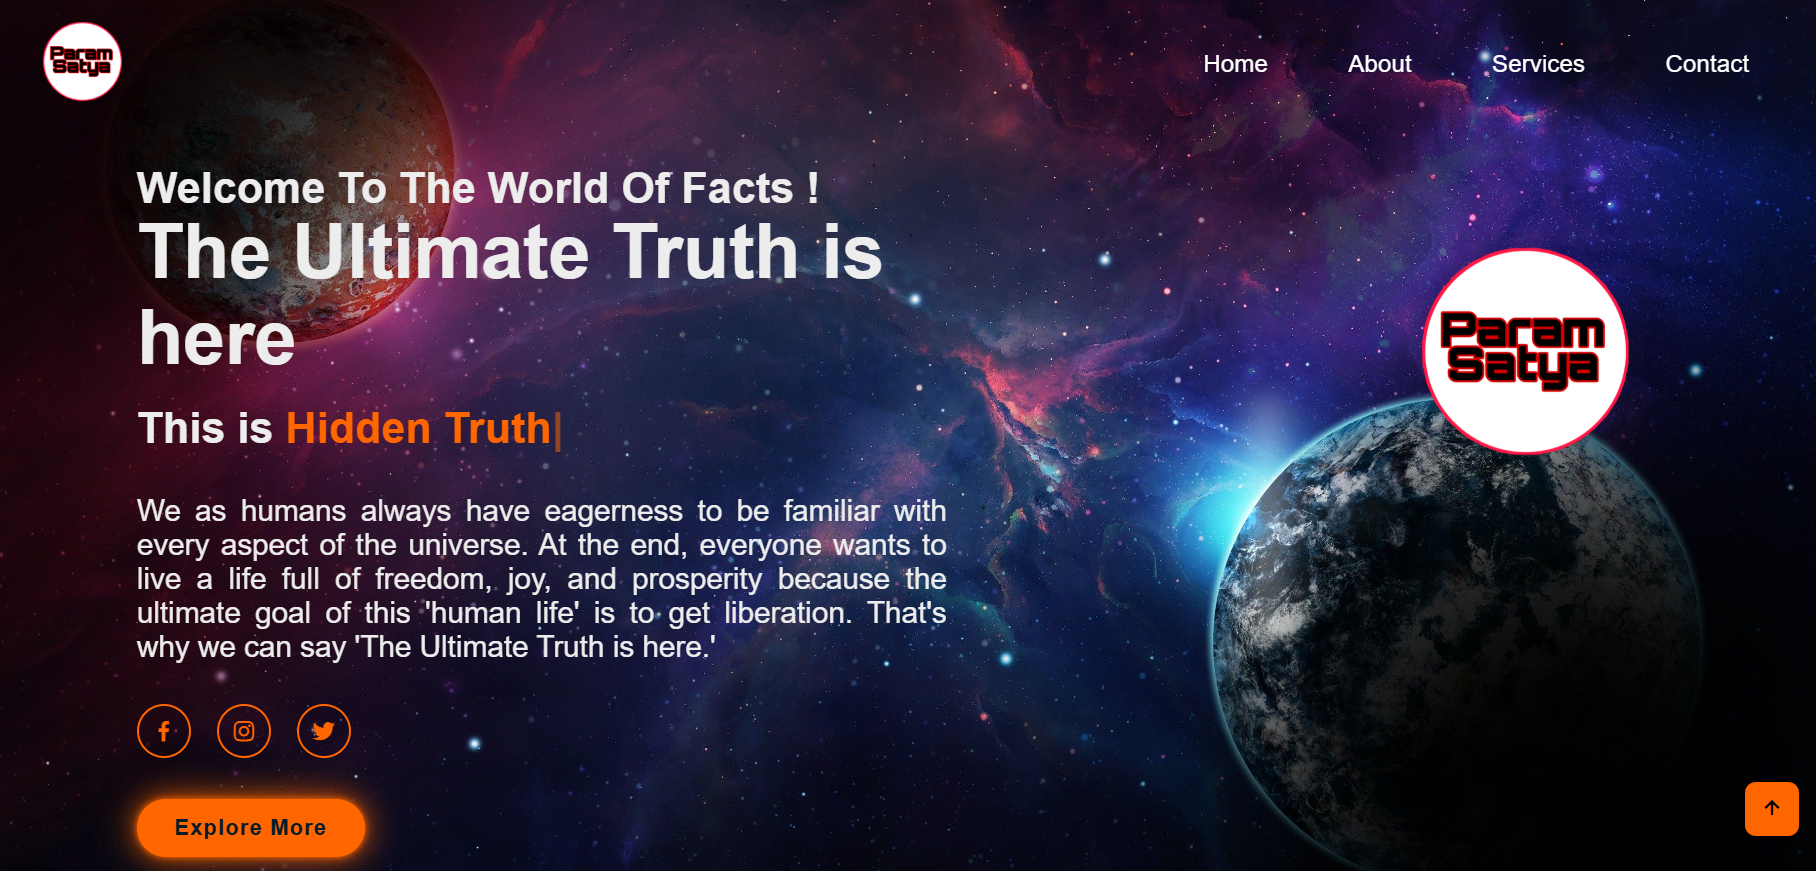 Param
Satya
Home
About
Services
Contact
Welcome To The World Of Facts !
The Ultimate Truth is
here
This is Hidden Truth|
We as humans always have eagerness to be familiar with
every aspect of the universe. At the end, everyone wants to
live a life full of freedom, joy, and prosperity because the
ultimate goal of this 'human life' is to get liberation. That's
why we can say 'The Ultimate Truth is here.'
Explore More
Param
Satya